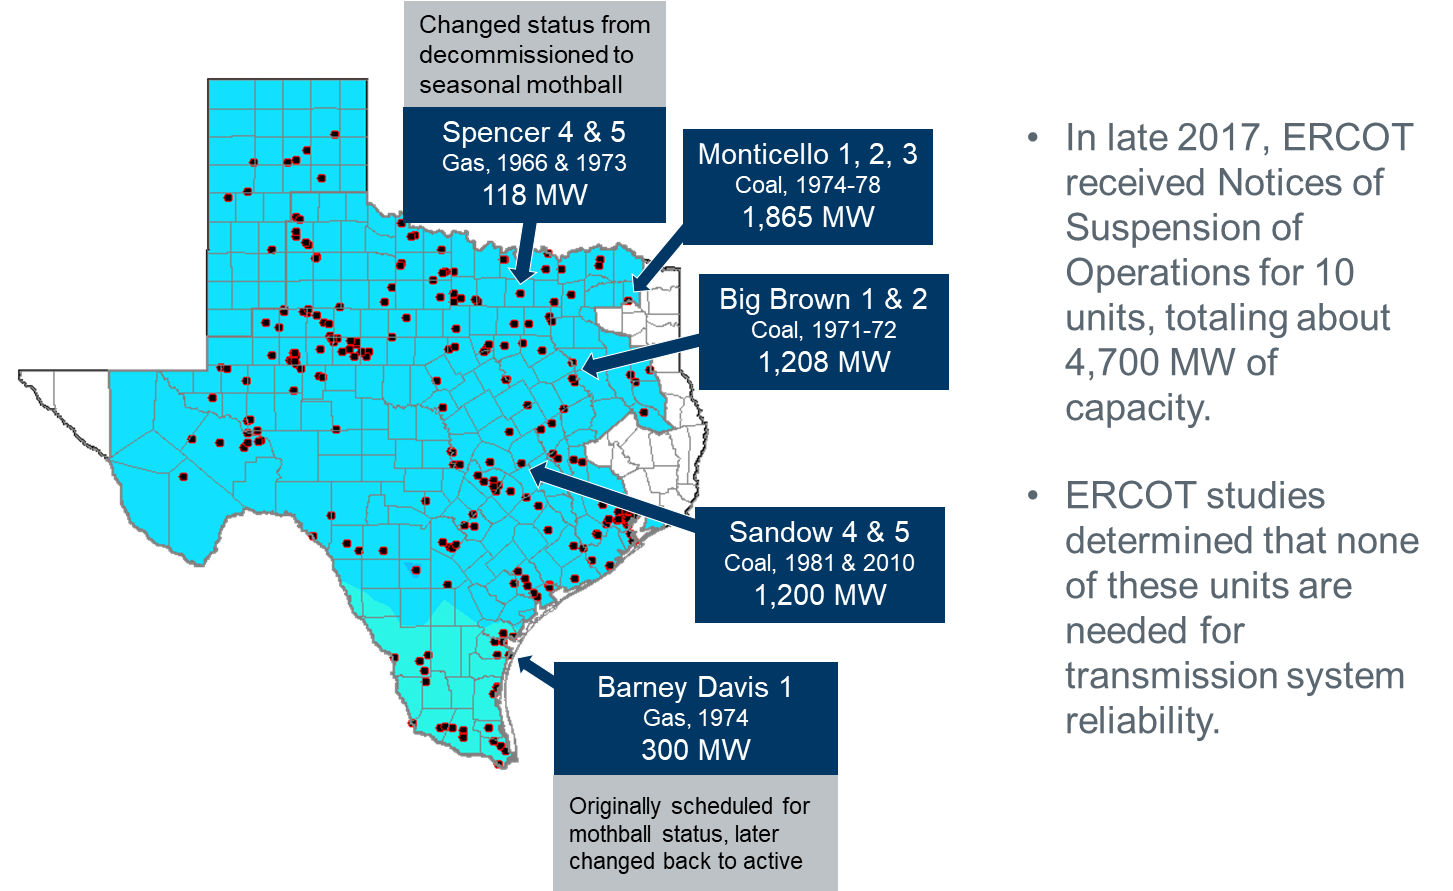 Changed status from
decommissioned to
seasonal mothball
Spencer 4 & 5
Gas, 1966 & 1973
118 MW
Monticello 1, 2, 3
Coal, 1974-78
1,865 MW
Big Brown 1 & 2
Coal, 1971-72
1,208 MW
Sandow 4 & 5
Coal, 1981 & 2010
1,200 MW
Barney Davis 1
Gas, 1974
300 MW
Originally scheduled for
mothball status, later
changed back to active
• In late 2017, ERCOT
received Notices of
Suspension of
Operations for 10
units, totaling about
4,700 MW of
capacity.
• ERCOT studies
determined that none
of these units are
needed for
transmission system
reliability.